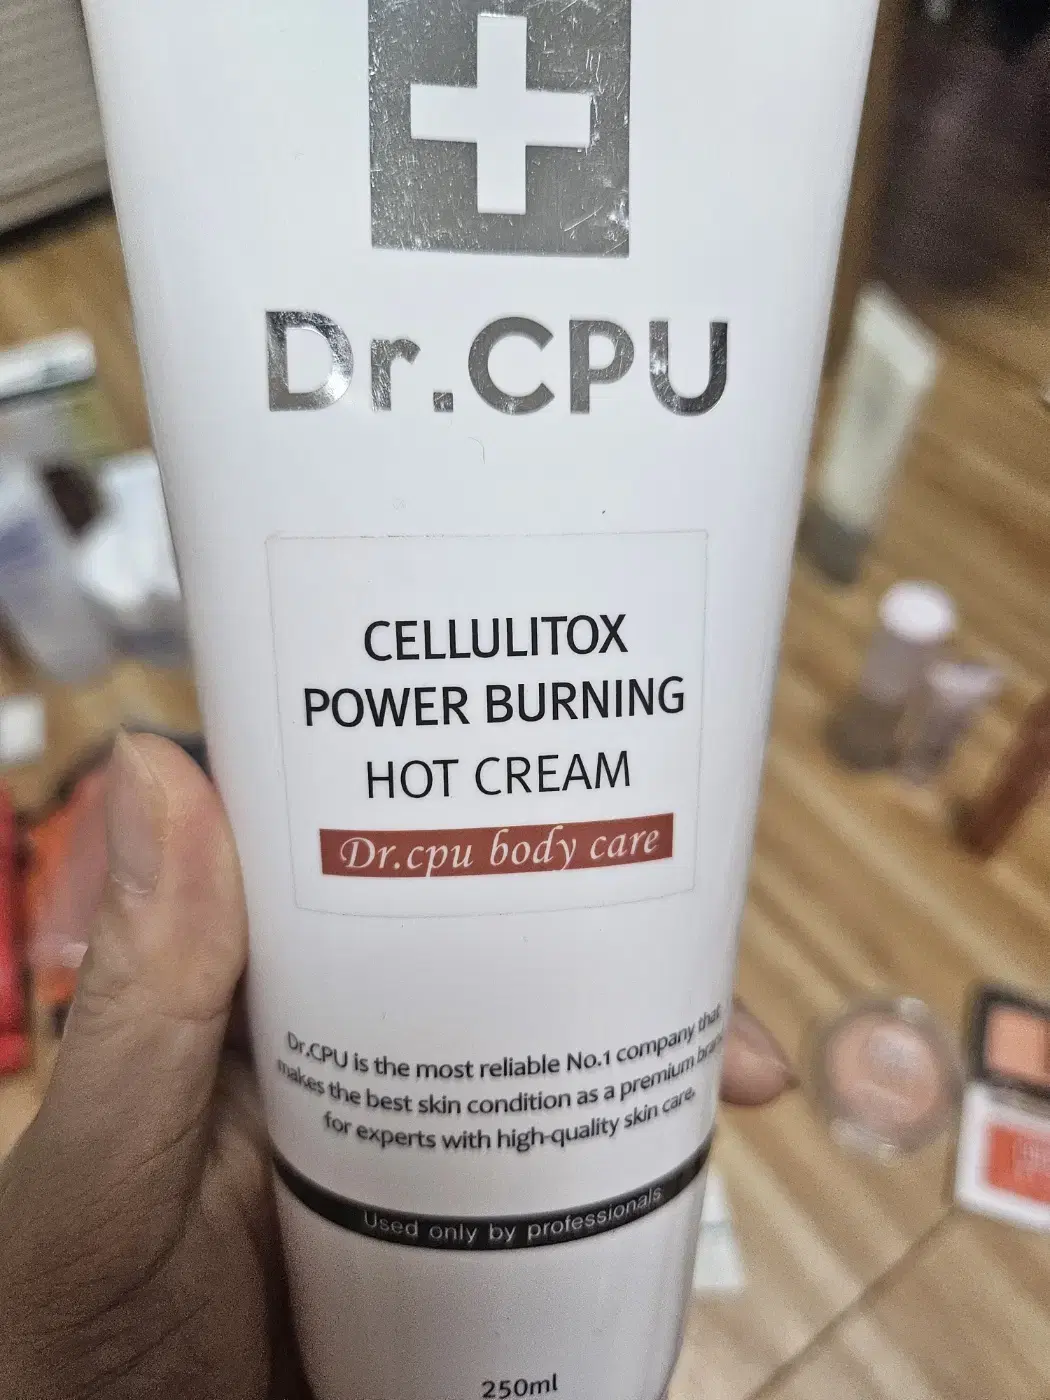 Dr.CPU
CELLULITOX
POWER BURNING
HOT CREAM
Dr.cpu body care
Dr.CPU is the most reliable No.1 company that
makes the best skin condition as a premium
for experts with high-quality skin care.
Used only by professionals
250ml